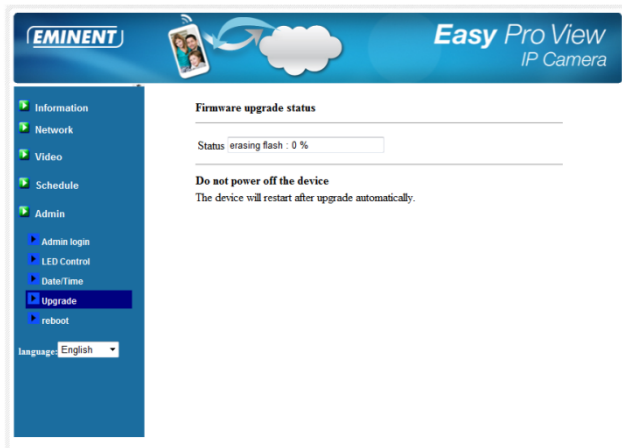 EMINENT
Easy Pro View
IP Camera
Information
Network
Video
Schedule
Admin
Admin login
LED Control
Date/Time
Upgrade
reboot
language: English
Firmware upgrade status
Status erasing flash : 0 %
Do not power off the device
The device will restart after upgrade automatically.